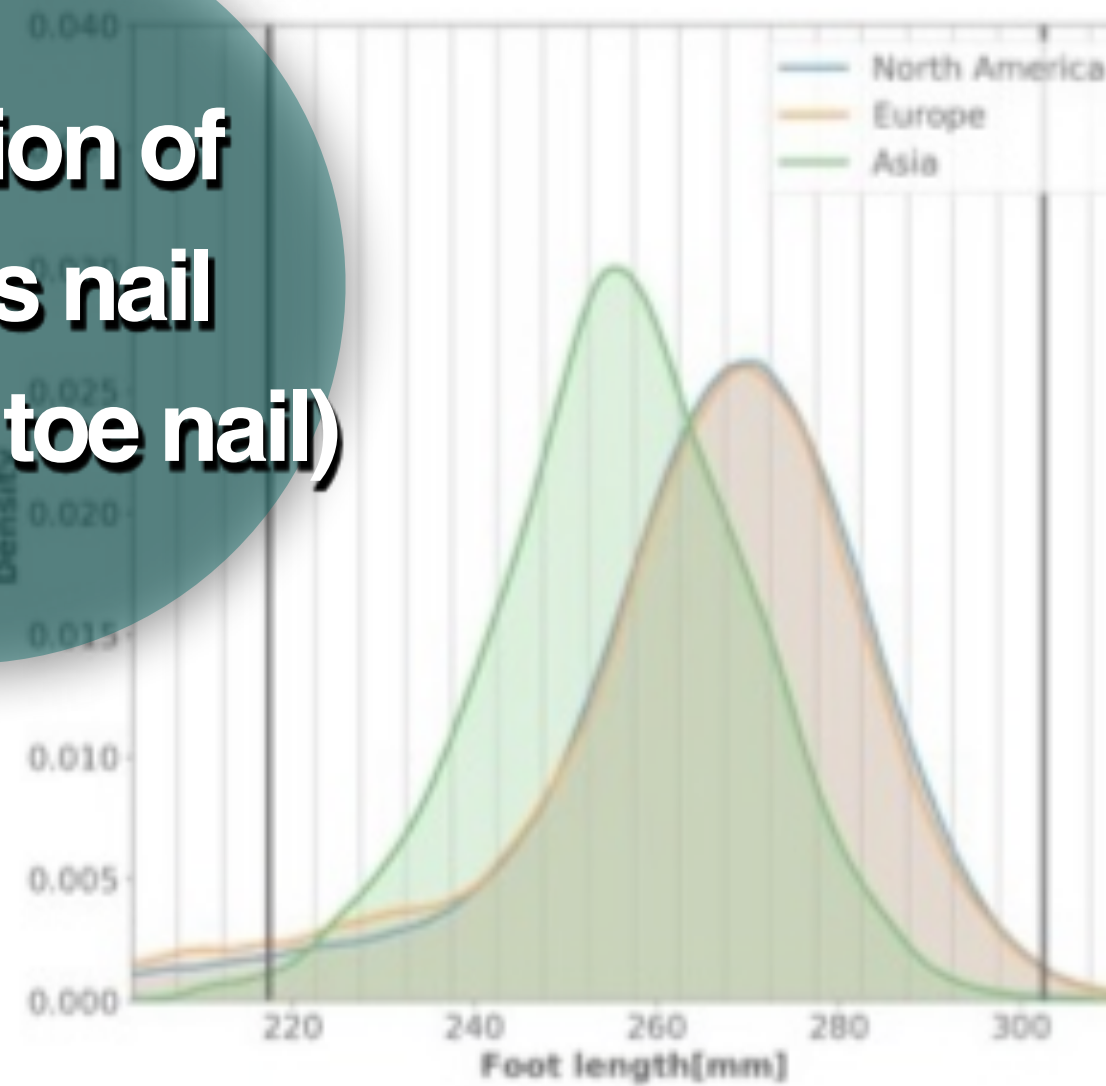 0.040
North America
Europe
Asia
ion of
s nail
toe nail)
0.025
0.020
Density
0.015
0.010
0.005
0.000
220 240 260 280 300
Foot length[mm]